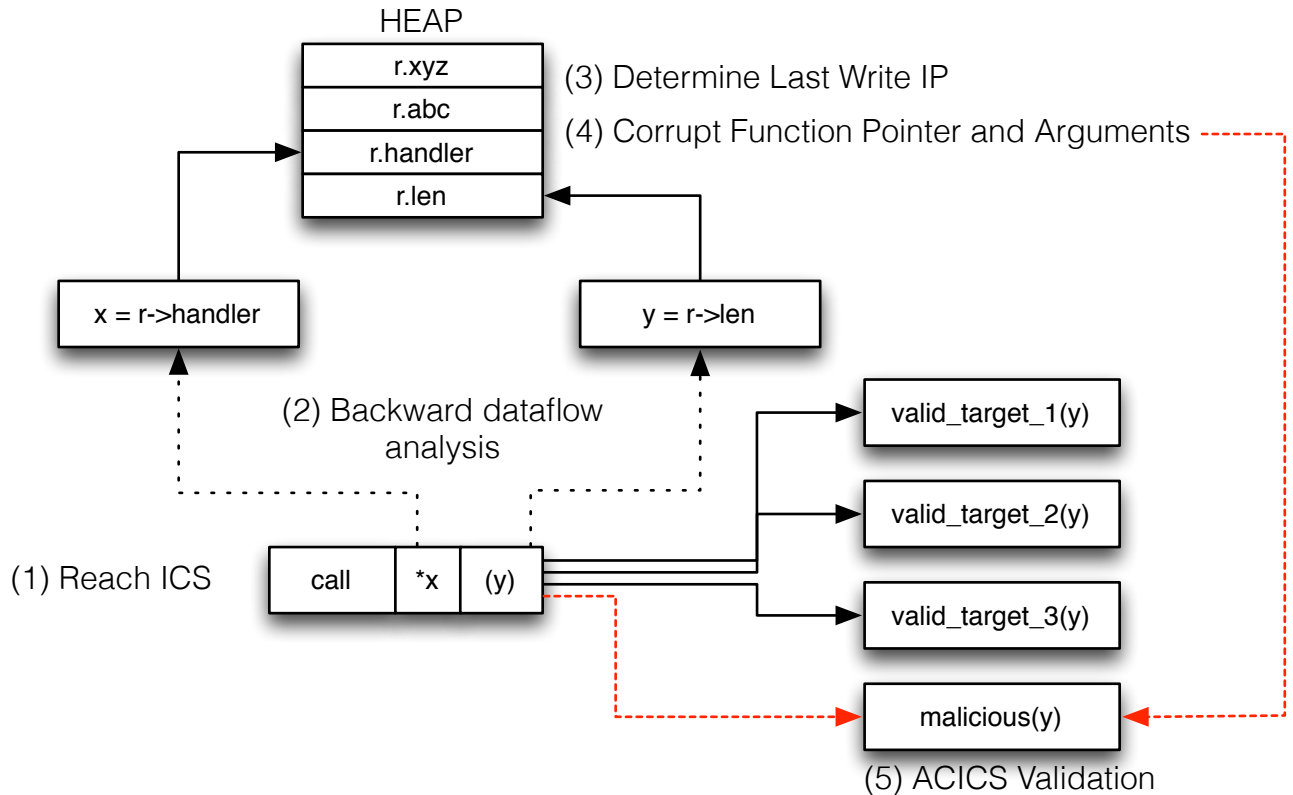 HEAP
r.xyz
r.abc
r.handler
r.len
(3) Determine Last Write IP
(4) Corrupt Function Pointer and Arguments
x = r->handler
y = r->len
(2) Backward dataflow
analysis
(1) Reach ICS
call
*x
(y)
valid_target_1(y)
valid_target_2(y)
valid_target_3(y)
malicious(y)
(5) ACICS Validation